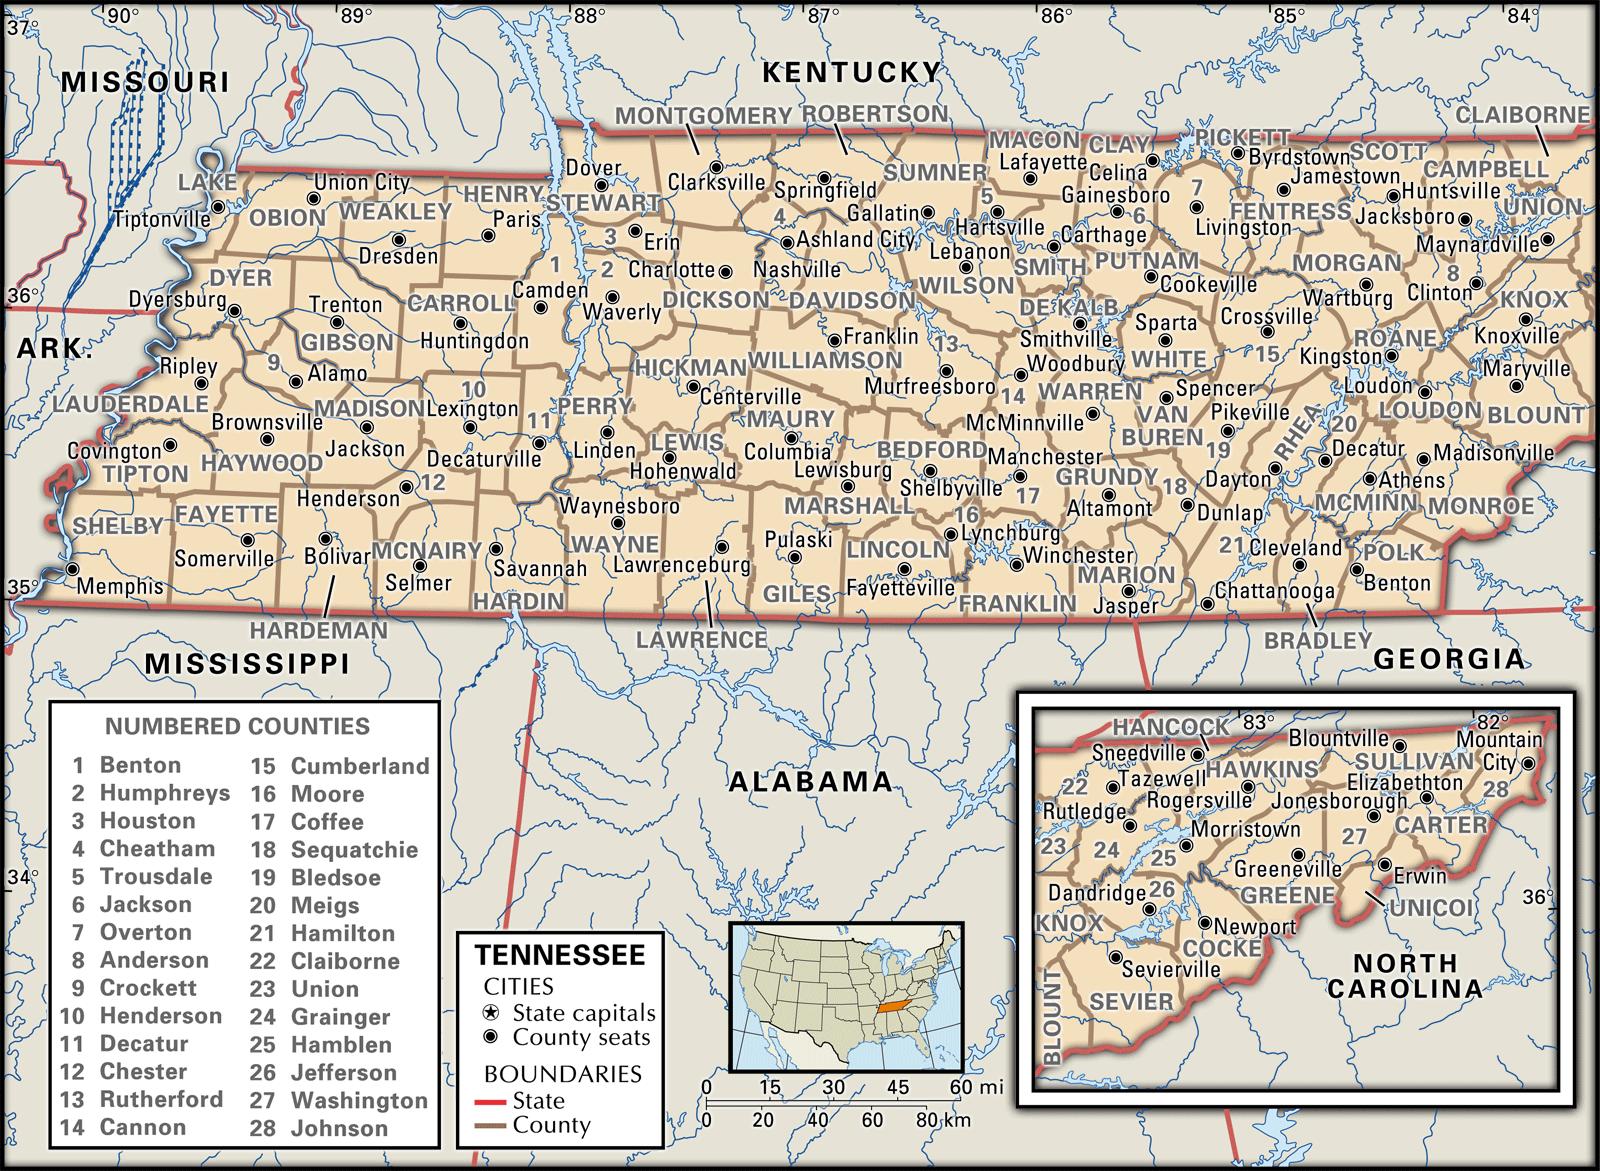 90°
89°
88°
87°
86°
85°
84°
37°
MISSOURI
KENTUCKY
MONTGOMERY
ROBERTSON
CLAIBORNE
MACON
CLAY
PICKETT
SCOTT
Dover
Lafayette
Celina
Byrdstown
CAMPBELL
LAKE
Union City
HENRY
Clarksville
Springfield
SUMNER
Gainesboro
Jamestown
Huntsville
STEWART
5
7
UNION
Tiptonville
OBION
WEAKLEY
Paris
4
Gallatin
Hartsville
6
Livingston
FENTRESS
Jacksboro
3
Erin
Ashland City
Carthage
Maynardville
Dresden
Lebanon
DYER
1
2
Charlotte
Nashville
SMITH
PUTNAM
MORGAN
8
Dyersburg
Trenton
CARROLL
Camden
Waverly
DICKSON
DAVIDSON
WILSON
Cookeville
Wartburg
Clinton
KNOX
36°
DE KALB
GIBSON
Huntingdon
Franklin
13
Smithville
Sparta
Crossville
ROANE
Knoxville
ARK.
Ripley
9
Alamo
HICKMAN
WILLIAMSON
Woodbury
WHITE
15
Kingston
Maryville
10
Centerville
Murfreesboro
14
WARREN
Spencer
Loudon
LAUDERDALE
Brownsville
MADISON
Lexington
11
PERRY
MAURY
McMinnville
VAN
BUREN
Pikeville
RHEA
20
LOUDON
BLOUNT
Covington
TIPTON
HAYWOOD
Jackson
Decaturville
Linden
LEWIS
Hohenwald
Columbia
Lewisburg
BEDFORD
Manchester
19
Decatur
Madisonville
Henderson
12
Shelbyville
17
GRUNDY
18
Dayton
Athens
SHELBY
FAYETTE
Waynesboro
MARSHALL
16
Altamont
Dunlap
MCMINN
MONROE
Somerville
Bolivar
MCNAIRY
Savannah
WAYNE
Lawrenceburg
Pulaski
LINCOLN
Lynchburg
Winchester
21
Cleveland
POLK
35°
Memphis
Selmer
HARDIN
GILES
Fayetteville
FRANKLIN
MARION
Jasper
Chattanooga
Benton
HARDEMAN
LAWRENCE
BRADLEY
MISSISSIPPI
GEORGIA
ALABAMA
34°
NUMBERED COUNTIES
1 Benton
2 Humphreys
3 Houston
4 Cheatham
5 Trousdale
6 Jackson
7 Overton
8 Anderson
9 Crockett
10 Henderson
11 Decatur
12 Chester
13 Rutherford
14 Cannon
15 Cumberland
16 Moore
17 Coffee
18 Sequatchie
19 Bledsoe
20 Meigs
21 Hamilton
22 Claiborne
23 Union
24 Grainger
25 Hamblen
26 Jefferson
27 Washington
28 Johnson
TENNESSEE
CITIES
State capitals
County seats
BOUNDARIES
State
County
0 15 30 45 60 mi
0 20 40 60 80 km
83°
82°
HANCOCK
Sneedville
Blountville
Mountain
City
22
Tazewell
HAWKINS
SULLIVAN
Elizabethton
28
Rutledge
Rogersville
Jonesborough
Morristown
27
CARTER
23
24
25
Greeneville
Erwin
Dandridge
26
GREENE
UNICOI
36°
KNOX
Newport
COCKE
Sevierville
SEVIER
BLOUNT
NORTH
CAROLINA